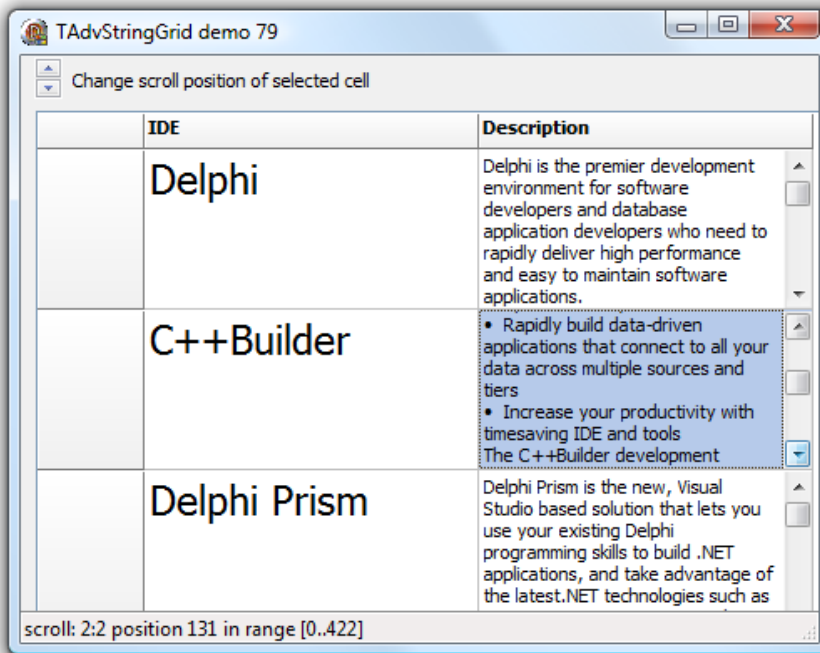 TAdvStringGrid demo 79
Change scroll position of selected cell
IDE
Description
Delphi
Delphi is the premier development
environment for software
developers and database
application developers who need to
rapidly deliver high performance
and easy to maintain software
applications.
C++Builder
• Rapidly build data-driven
applications that connect to all your
data across multiple sources and
tiers
• Increase your productivity with
timesaving IDE and tools
The C++Builder development
Delphi Prism
Delphi Prism is the new, Visual
Studio based solution that lets you
use your existing Delphi
programming skills to build .NET
applications, and take advantage of
the latest.NET technologies such as
scroll: 2:2 position 131 in range [0..422]